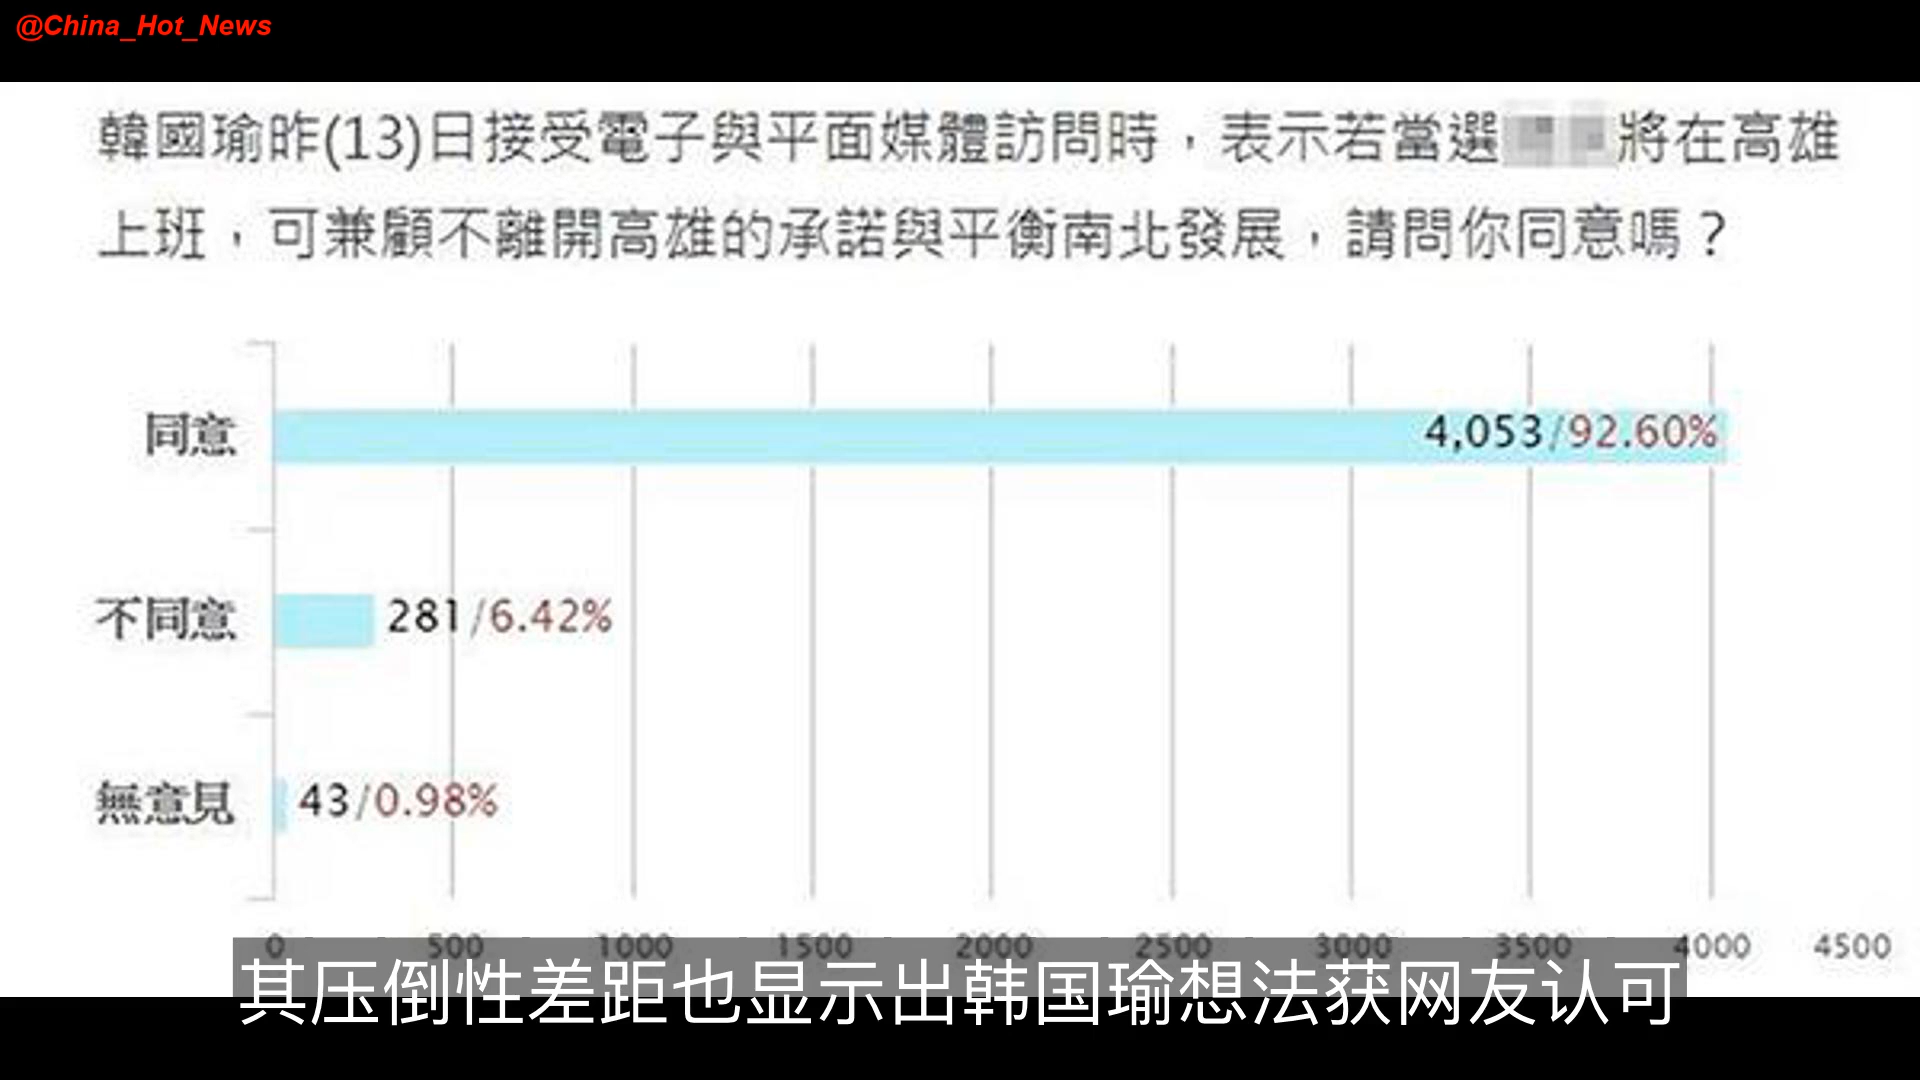 @China_Hot_News
韓國瑜昨(13)日接受電子與平面媒體訪問時，表示若當選將在高雄
上班，可兼顧不離開高雄的承諾與平衡南北發展，請問你同意嗎？
同意 4,053/92.60%
不同意 281/6.42%
無意見 43/0.98%
0 500 1000 1500 2000 2500 3000 3500 4000 4500
其压倒性差距也显示出韩国瑜想法获网友认可